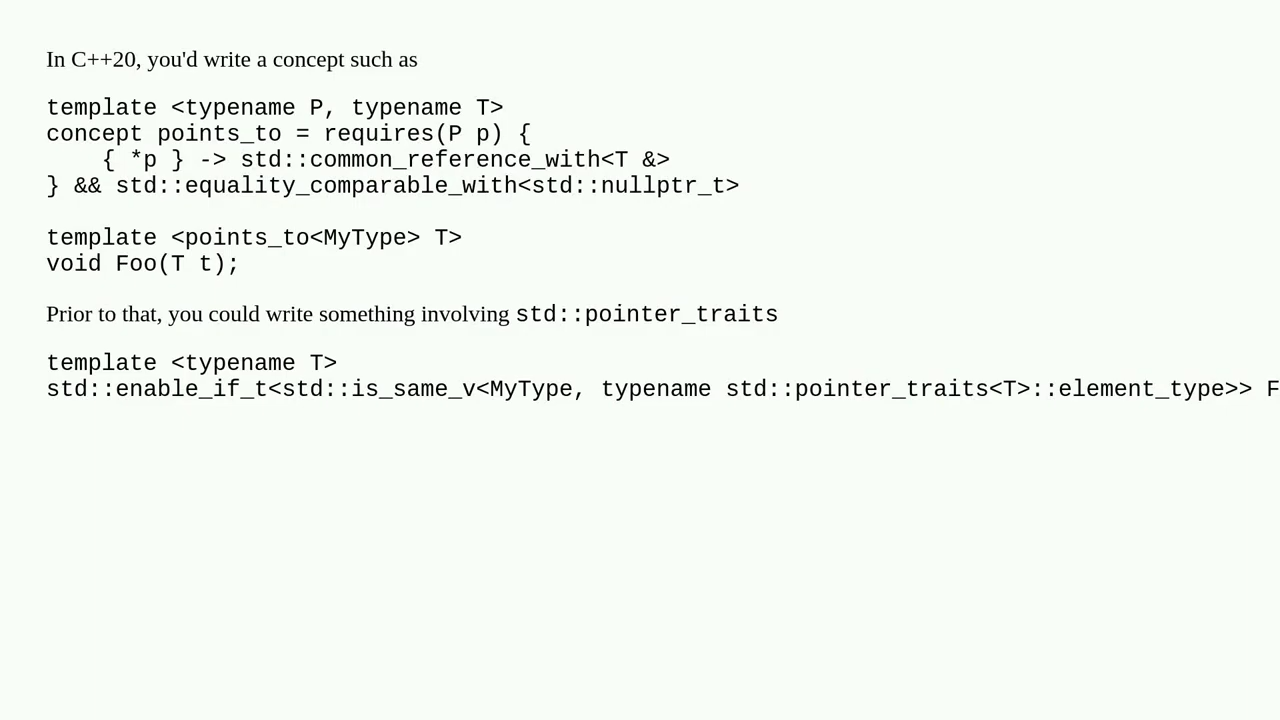 In C++20, you'd write a concept such as
template <typename P, typename T>
concept points_to = requires(P p) {
    { *p } -> std::common_reference_with<T &>
} && std::equality_comparable_with<std::nullptr_t>
template <points_to<MyType> T>
void Foo(T t);
Prior to that, you could write something involving std::pointer_traits
template <typename T>
std::enable_if_t<std::is_same_v<MyType, typename std::pointer_traits<T>::element_type>> F